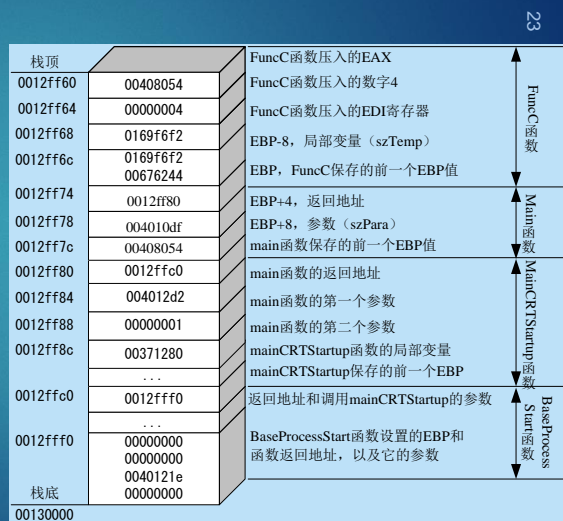 23
栈顶
FuncC函数压入的EAX
0012ff60 00408054 FuncC函数压入的数字4
0012ff64 00000004 FuncC函数压入的EDI寄存器
0012ff68 0169f6f2 EBP-8，局部变量（szTemp）
0012ff6c 0169f6f2
00676244 EBP，FuncC保存的前一个EBP值
FuncC函数
0012ff74 0012ff80 EBP+4，返回地址
0012ff78 004010df EBP+8，参数（szPara）
0012ff7c 00408054 main函数保存的前一个EBP值
Main函数
0012ff80 0012ffc0 main函数的返回地址
0012ff84 004012d2 main函数的第一个参数
0012ff88 00000001 main函数的第二个参数
0012ff8c 00371280 mainCRTStartup函数的局部变量
... mainCRTStartup保存的前一个EBP
MainCRTStartup函数
0012ffc0 0012fff0 返回地址和调用mainCRTStartup的参数
...
0012fff0 00000000 BaseProcessStart函数设置的EBP和
00000000 函数返回地址，以及它的参数
0040121e
栈底 00000000
BaseProcess
Start函数
00130000